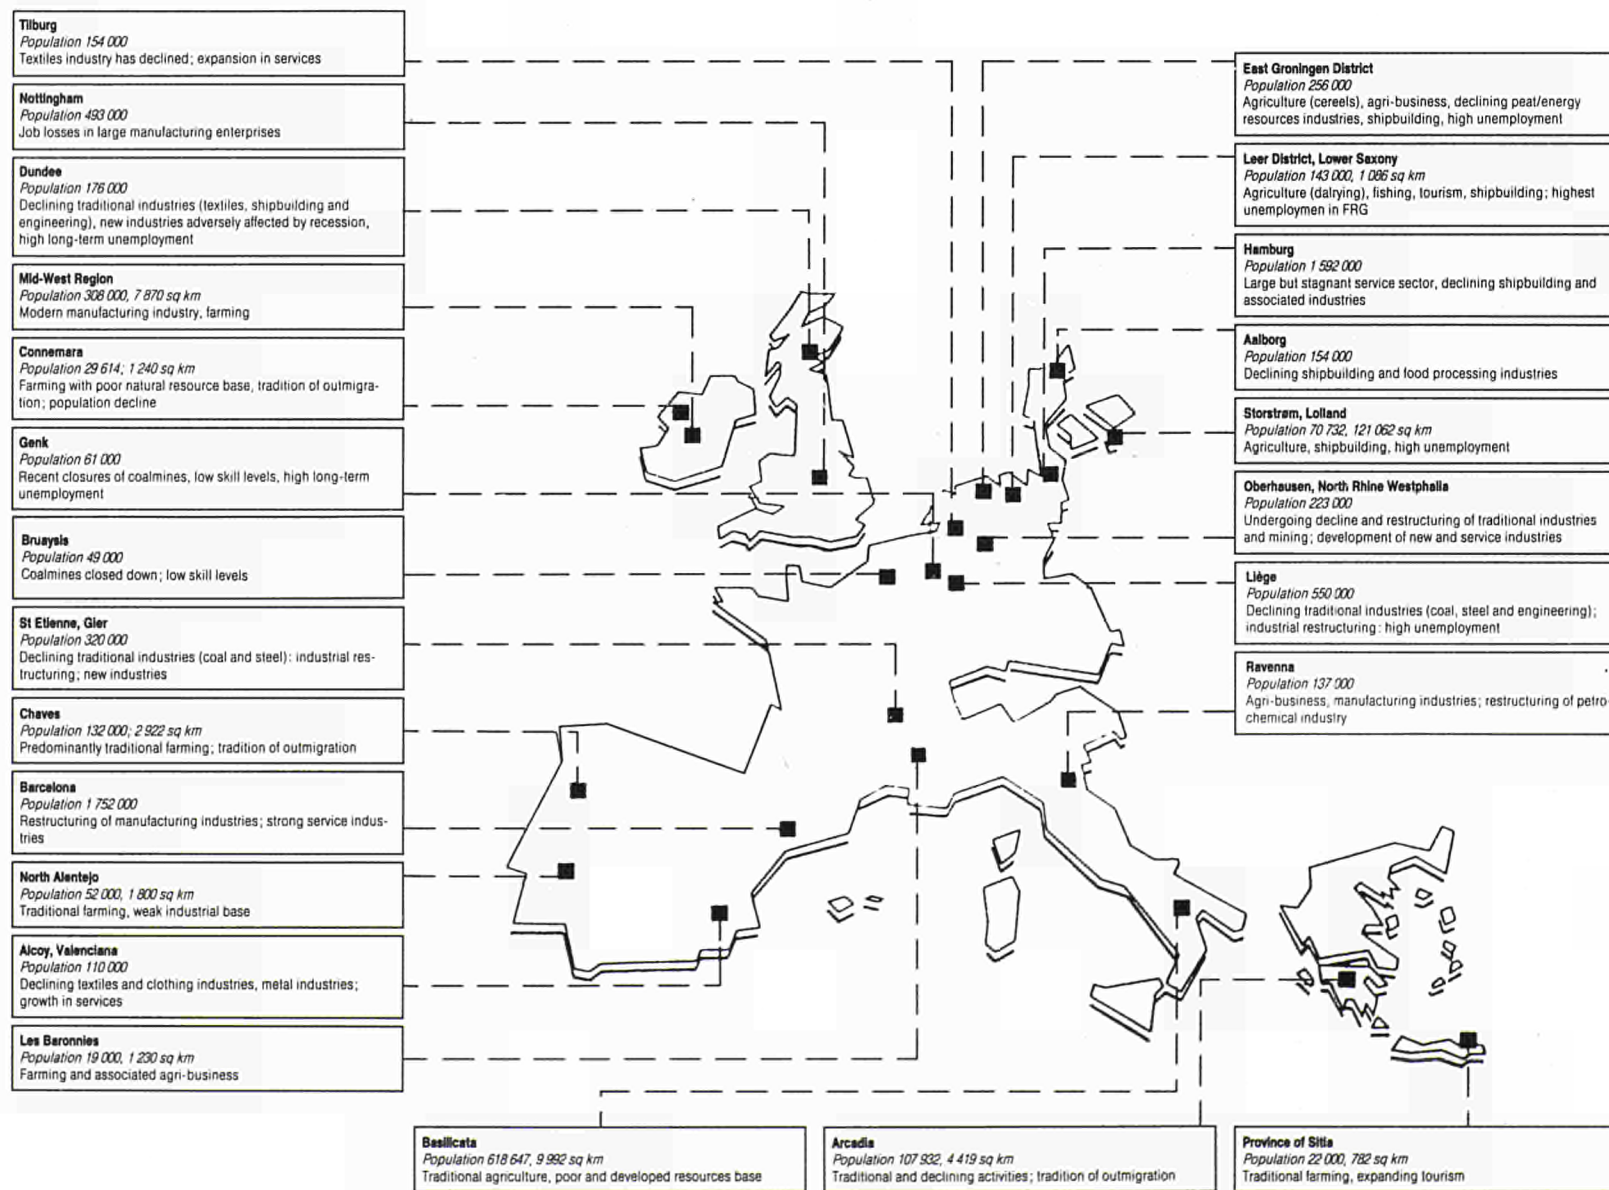 Tilburg
Population 154 000
Textiles industry has declined; expansion in services
Nottingham
Population 493 000
Job losses in large manufacturing enterprises
Dundee
Population 176 000
Declining traditional industries (textiles, shipbuilding and
engineering), new industries adversely affected by recession,
high long-term unemployment
Mid-West Region
Population 308 000, 7 870 sq km
Modern manufacturing industry, farming
Connemara
Population 29 614; 1 240 sq km
Farming with poor natural resource base, tradition of outmigra-
tion; population decline
Genk
Population 61 000
Recent closures of coalmines, low skill levels, high long-term
unemployment
Bruaysis
Population 49 000
Coalmines closed down; low skill levels
St Etienne, Gier
Population 320 000
Declining traditional industries (coal and steel): industrial res-
tructuring; new industries
Chaves
Population 132 000; 2 922 sq km
Predominantly traditional farming; tradition of outmigration
Barcelona
Population 1 752 000
Restructuring of manufacturing industries; strong service indus-
tries
North Alentejo
Population 52 000, 1 800 sq km
Traditional farming, weak industrial base
Alcoy, Valenciana
Population 110 000
Declining textiles and clothing industries, metal industries;
growth in services
Les Baronnies
Population 19 000, 1 230 sq km
Farming and associated agri-business
East Groningen District
Population 256 000
Agriculture (cereels), agri-business, declining peat/energy
resources industries, shipbuilding, high unemployment
Leer District, Lower Saxony
Population 143 000, 1 086 sq km
Agriculture (dairying), fishing, tourism, shipbuilding; highest
unemploymen in FRG
Hamburg
Population 1 592 000
Large but stagnant service sector, declining shipbuilding and
associated industries
Aalborg
Population 154 000
Declining shipbuilding and food processing industries
Storstrøm, Lolland
Population 70 732, 121 062 sq km
Agriculture, shipbuilding, high unemployment
Oberhausen, North Rhine Westphalia
Population 223 000
Undergoing decline and restructuring of traditional industries
and mining; development of new and service industries
Liège
Population 550 000
Declining traditional industries (coal, steel and engineering);
industrial restructuring: high unemployment
Ravenna
Population 137 000
Agri-business, manufacturing industries; restructuring of petro-
chemical industry
Basilicata
Population 618 647, 9 992 sq km
Traditional agriculture, poor and developed resources base
Arcadia
Population 107 932, 4 419 sq km
Traditional and declining activities; tradition of outmigration
Province of Sitia
Population 22 000, 782 sq km
Traditional farming, expanding tourism